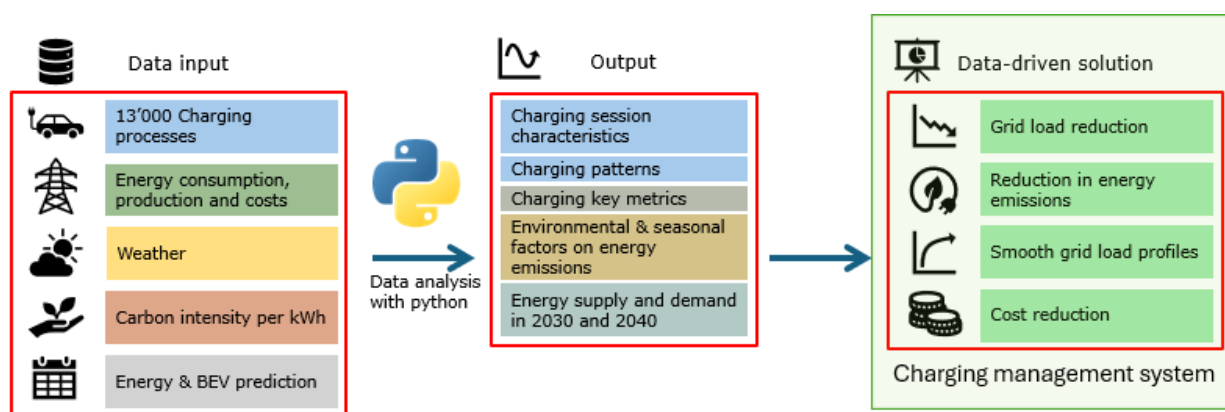 Data input
13’000 Charging
processes
Energy consumption,
production and costs
Weather
Carbon intensity per kWh
Energy & BEV prediction
Data analysis
with python
Output
Charging session
characteristics
Charging patterns
Charging key metrics
Environmental & seasonal
factors on energy
emissions
Energy supply and demand
in 2030 and 2040
Data-driven solution
Grid load reduction
Reduction in energy
emissions
Smooth grid load profiles
Cost reduction
Charging management system